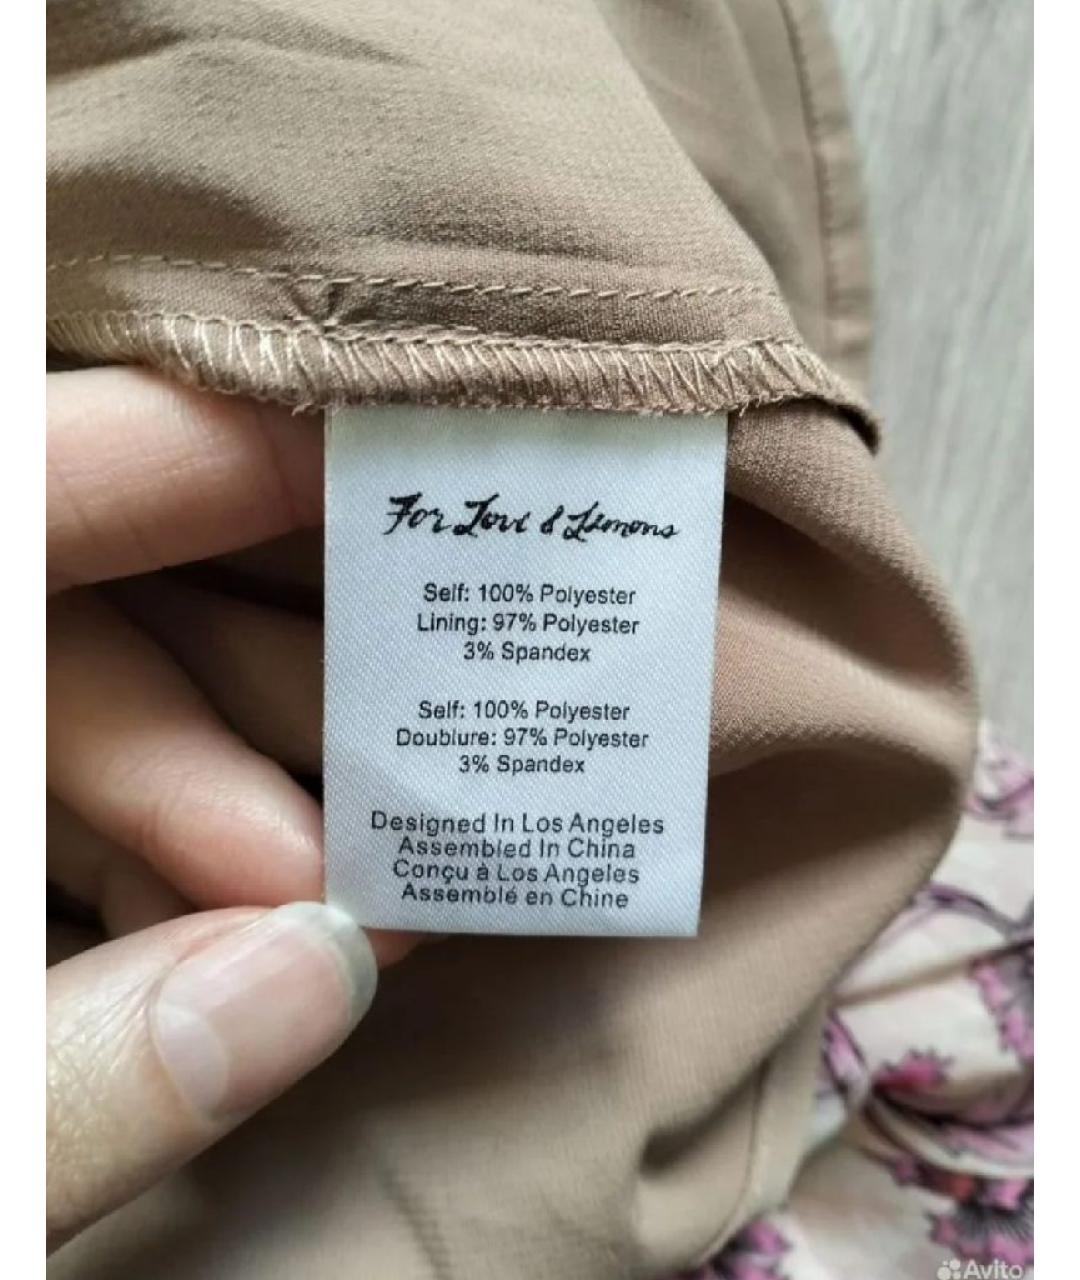 For Love & Lemons
Self: 100% Polyester
Lining: 97% Polyester
3% Spandex
Self: 100% Polyester
Doublure: 97% Polyester
3% Spandex
Designed In Los Angeles
Assembled In China
Conçu à Los Angeles
Assemblé en Chine
Avito